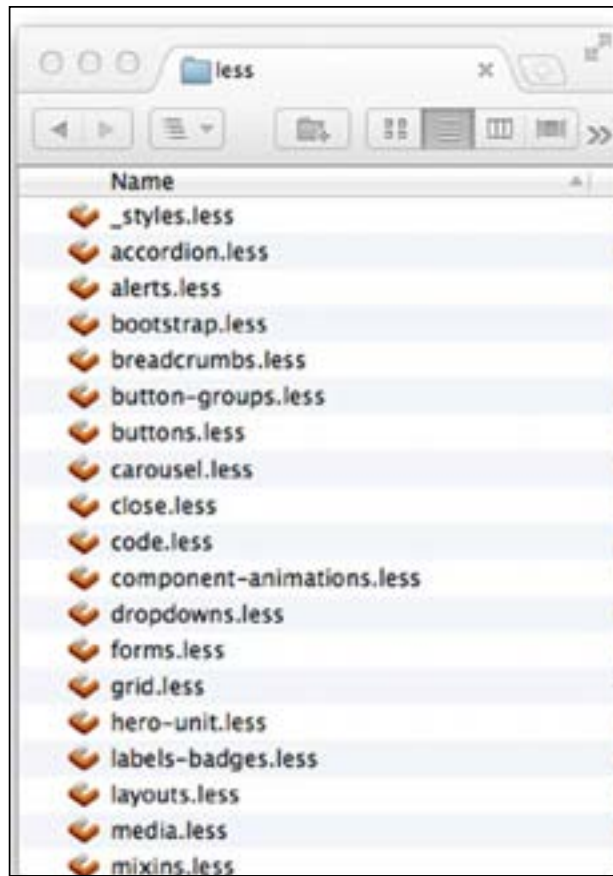 less
Name
_styles.less
accordion.less
alerts.less
bootstrap.less
breadcrumbs.less
button-groups.less
buttons.less
carousel.less
close.less
code.less
component-animations.less
dropdowns.less
forms.less
grid.less
hero-unit.less
labels-badges.less
layouts.less
media.less
mixins.less